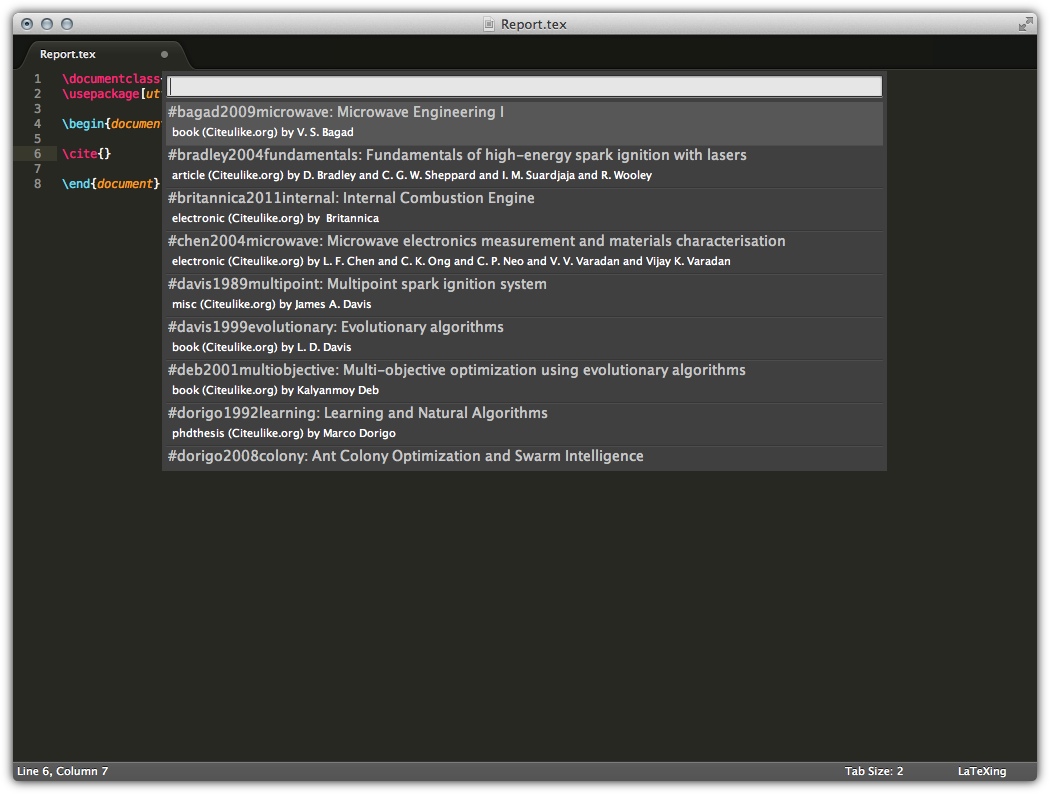 Report.tex
Report.tex
1 \documentclass
2 \usepackage[ut
3
4 \begin{documen
5
6 \cite{}
7
8 \end{document}
#bagad2009microwave: Microwave Engineering I
book (Citeulike.org) by V. S. Bagad
#bradley2004fundamentals: Fundamentals of high-energy spark ignition with lasers
article (Citeulike.org) by D. Bradley and C. G. W. Sheppard and I. M. Suardjaja and R. Wooley
#britannica2011internal: Internal Combustion Engine
electronic (Citeulike.org) by Britannica
#chen2004microwave: Microwave electronics measurement and materials characterisation
electronic (Citeulike.org) by L. F. Chen and C. K. Ong and C. P. Neo and V. V. Varadan and Vijay K. Varadan
#davis1989multipoint: Multipoint spark ignition system
misc (Citeulike.org) by James A. Davis
#davis1999evolutionary: Evolutionary algorithms
book (Citeulike.org) by L. D. Davis
#deb2001multiobjective: Multi-objective optimization using evolutionary algorithms
book (Citeulike.org) by Kalyanmoy Deb
#dorigo1992learning: Learning and Natural Algorithms
phdthesis (Citeulike.org) by Marco Dorigo
#dorigo2008colony: Ant Colony Optimization and Swarm Intelligence
Line 6, Column 7 Tab Size: 2 LaTeXing